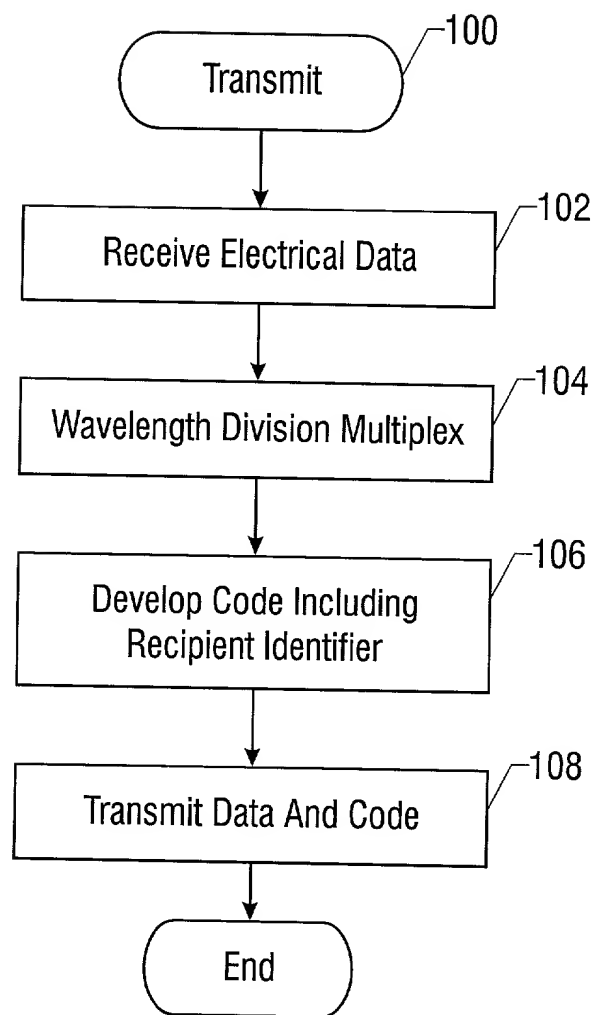 100
Transmit
102
Receive Electrical Data
104
Wavelength Division Multiplex
106
Develop Code Including
Recipient Identifier
108
Transmit Data And Code
End